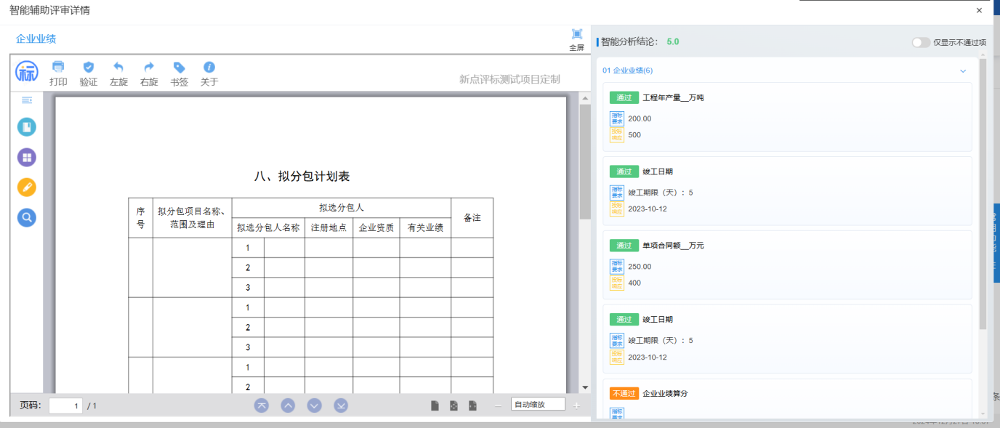 智能辅助评审详情
×
企业业绩
全屏
标
打印 验证 左旋 右旋 书签 关于
新点评标测试项目定制
八、拟分包计划表
序号 拟分包项目名称、范围及理由 拟选分包人 备注
拟选分包人名称 注册地点 企业资质 有关业绩
1
2
3
1
2
3
1
2
页码： 1 / 1
自动缩放
智能分析结论： 5.0
仅显示不通过项
01 企业业绩(6)
通过 工程年产量__万吨
指标要求 200.00
投标响应 500
通过 竣工日期
指标要求 竣工期限（天）：5
投标响应 2023-10-12
通过 单项合同额__万元
指标要求 250.00
投标响应 400
通过 竣工日期
指标要求 竣工期限（天）：5
投标响应 2023-10-12
不通过 企业业绩算分
指标要求